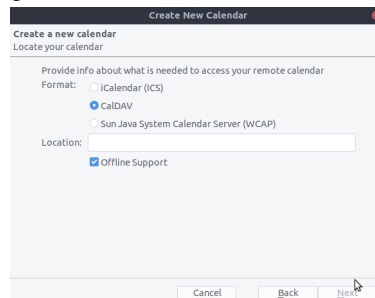 Create New Calendar
Create a new calendar
Locate your calendar
Provide info about what is needed to access your remote calendar
Format:
iCalendar (ICS)
CalDAV
Sun Java System Calendar Server (WCAP)
Location:
Offline Support
Cancel
Back
Next